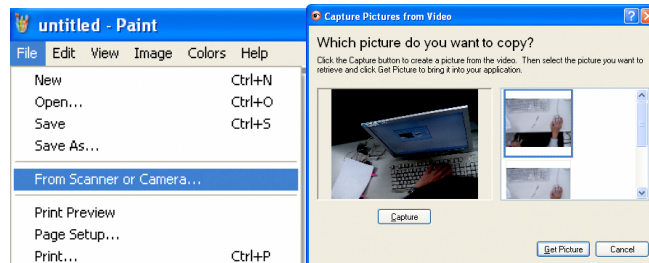 untitled - Paint
File Edit View Image Colors Help
New Ctrl+N
Open... Ctrl+O
Save Ctrl+S
Save As...
From Scanner or Camera...
Print Preview
Page Setup...
Print... Ctrl+P
Capture Pictures from Video
Which picture do you want to copy?
Click the Capture button to create a picture from the video. Then select the picture you want to
retrieve and click Get Picture to bring it into your application.
Capture
Get Picture Cancel